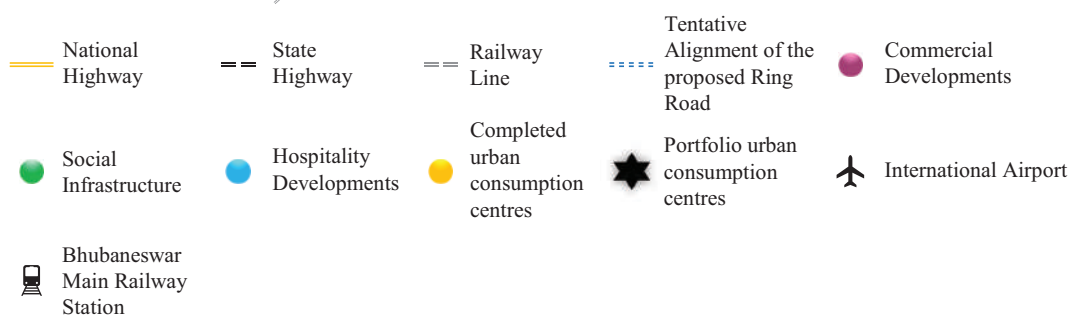 National
Highway
State
Highway
Railway
Line
Tentative
Alignment of the
proposed Ring
Road
Commercial
Developments
Social
Infrastructure
Hospitality
Developments
Completed
urban
consumption
centres
Portfolio urban
consumption
centres
International Airport
Bhubaneswar
Main Railway
Station